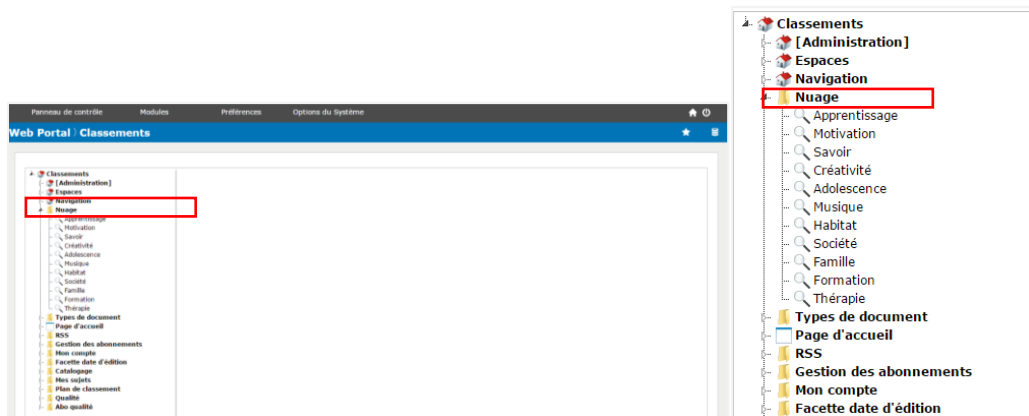 Panneau de contrôle Modules Préférences Options du Système
Web Portal Classements
Classements
[Administration]
Espaces
Navigation
Nuage
Apprentissage
Motivation
Savoir
Créativité
Adolescence
Musique
Habitat
Société
Famille
Formation
Thérapie
Types de document
Page d'accueil
RSS
Gestion des abonnements
Mon compte
Facette date d'édition
Catalogage
Mes sujets
Plan de classement
Qualité
Abo qualité
Classements
[Administration]
Espaces
Navigation
Nuage
Apprentissage
Motivation
Savoir
Créativité
Adolescence
Musique
Habitat
Société
Famille
Formation
Thérapie
Types de document
Page d'accueil
RSS
Gestion des abonnements
Mon compte
Facette date d'édition